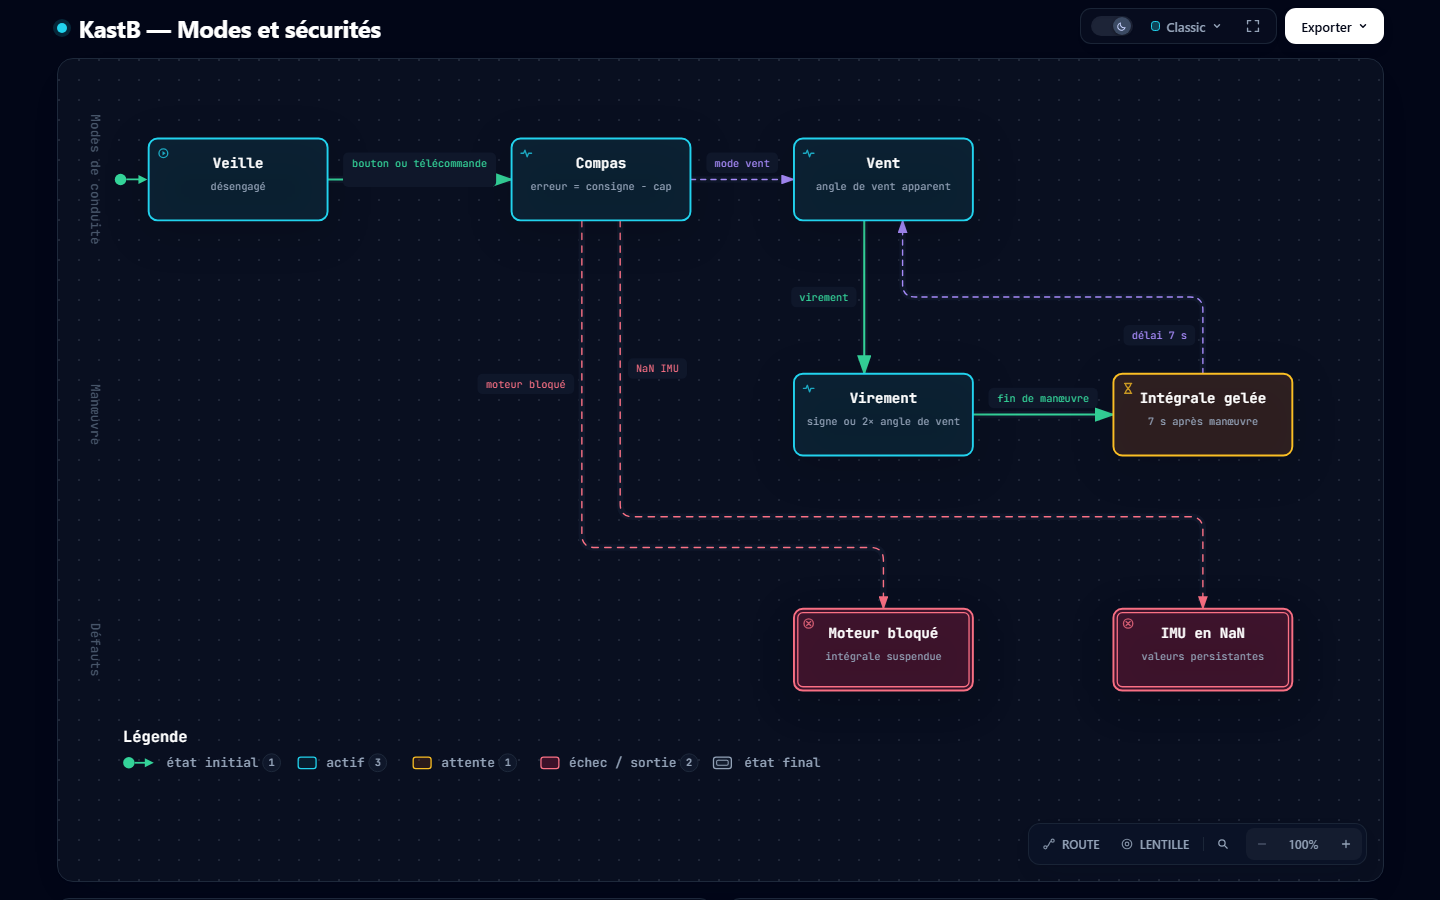 KastB — Modes et sécurités
Classic
Exporter
Modes de conduite
Veille
désengagé
bouton ou télécommande
Compas
erreur = consigne - cap
mode vent
Vent
angle de vent apparent
virement
délai 7 s
moteur bloqué
NaN IMU
Manœuvre
Virement
signe ou 2× angle de vent
fin de manœuvre
Intégrale gelée
7 s après manœuvre
Défauts
Moteur bloqué
intégrale suspendue
IMU en NaN
valeurs persistantes
Légende
état initial 1
actif 3
attente 1
échec / sortie 2
état final
ROUTE
LENTILLE
− 100% +